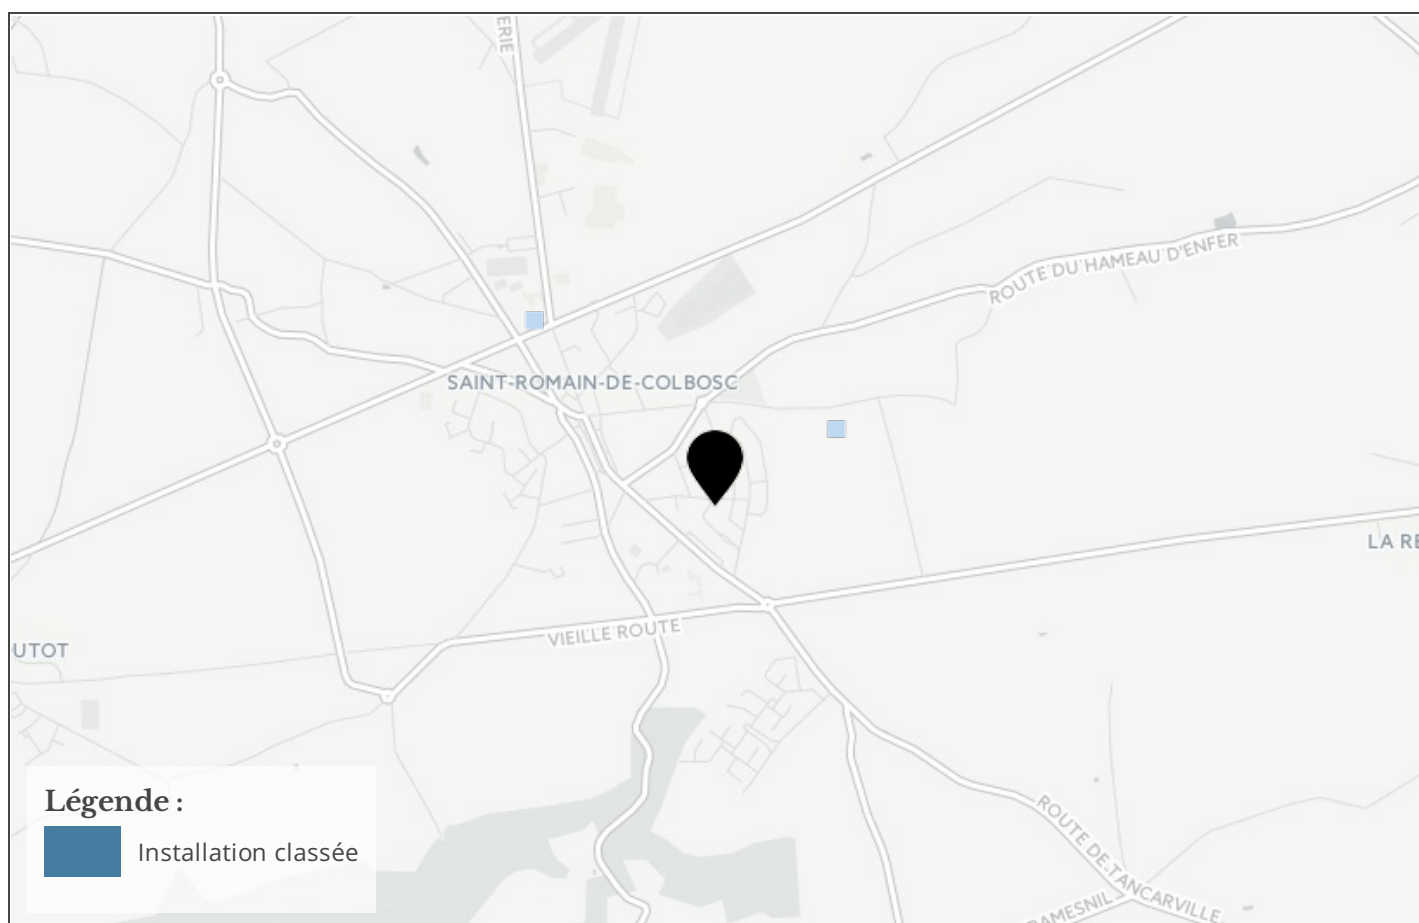 ERIE
ROUTE DU HAMEAU D'ENFER
SAINT-ROMAIN-DE-COLBOSC
LA RE
VIEILLE ROUTE
UTOT
Légende :
Installation classée
ROUTE DE TANCARVILLE
RAMESNIL